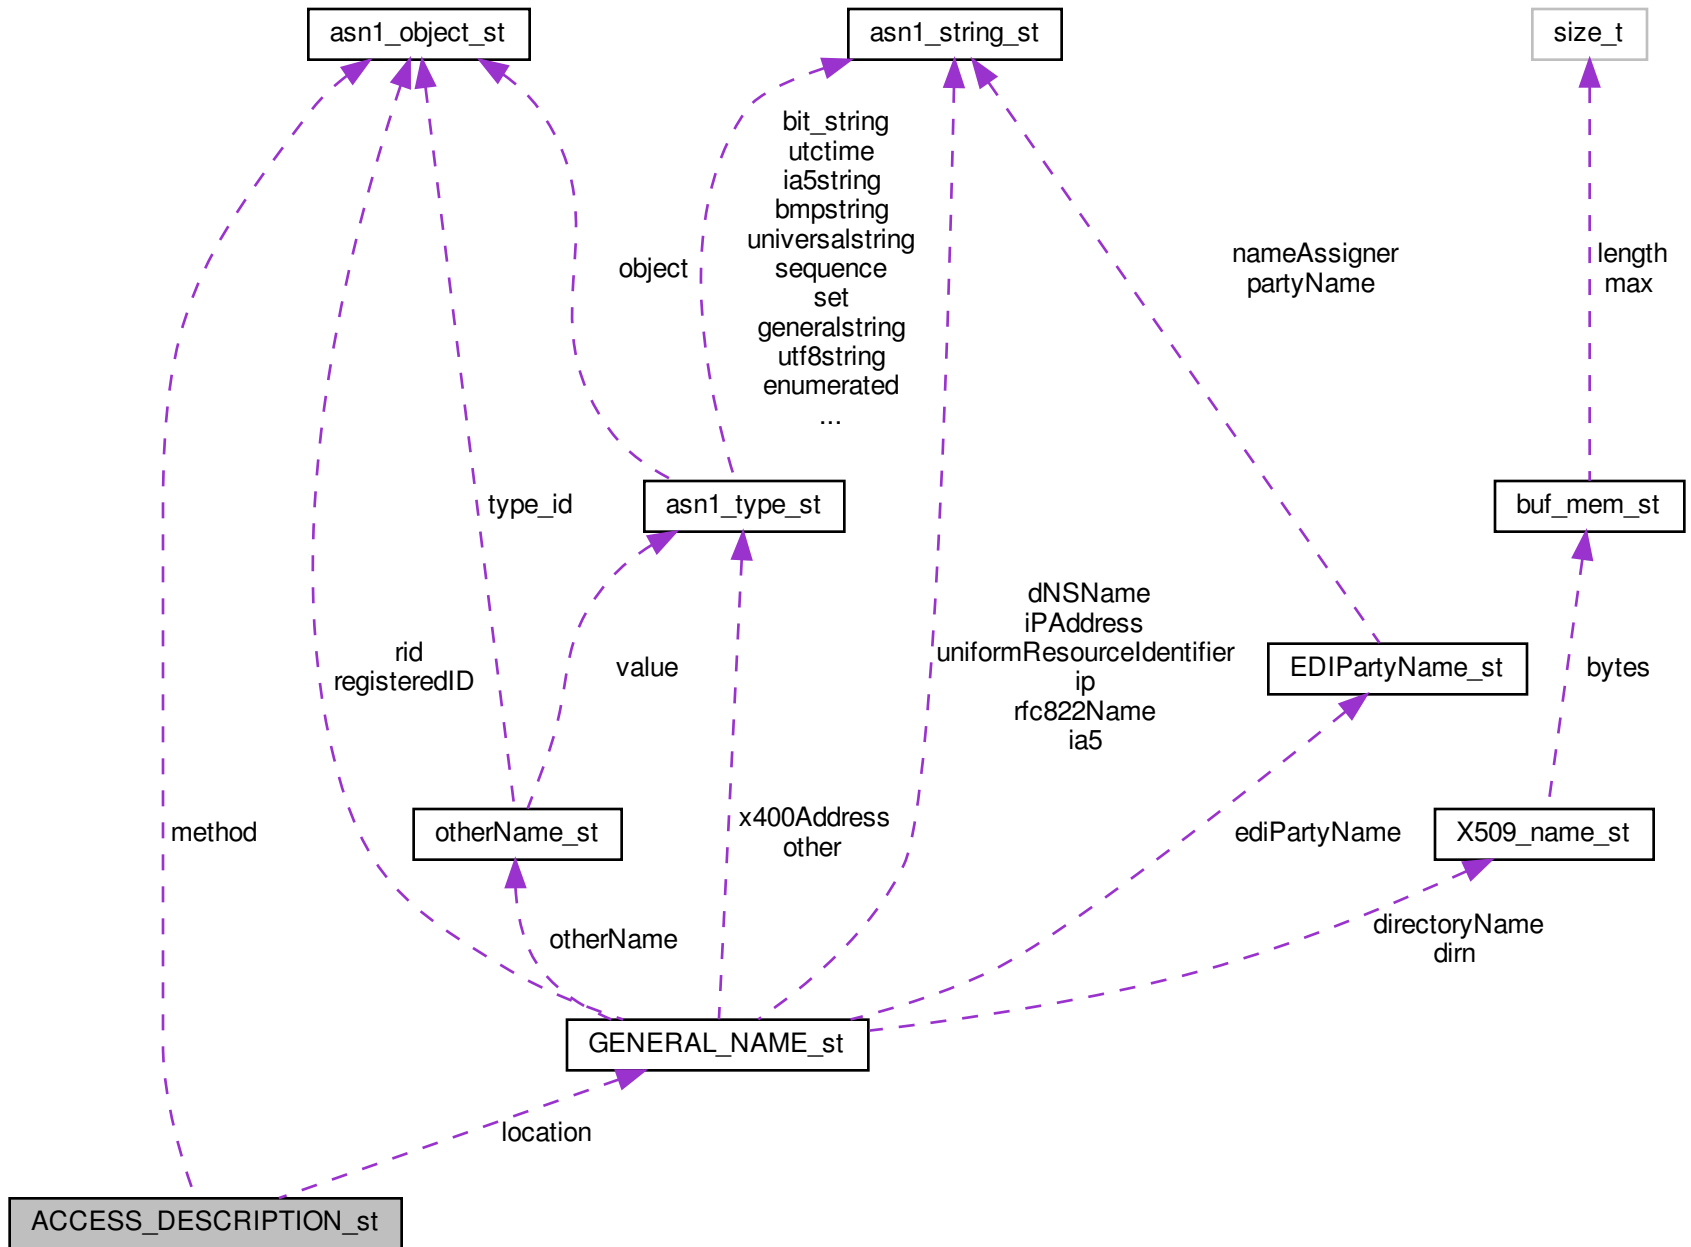 asn1_object_st
asn1_string_st
size_t
bit_string
utctime
ia5string
bmpstring
universalstring
sequence
set
generalstring
utf8string
enumerated
...
object
nameAssigner
partyName
length
max
type_id
asn1_type_st
buf_mem_st
rid
registeredID
value
dNSName
iPAddress
uniformResourceIdentifier
ip
rfc822Name
ia5
EDIPartyName_st
bytes
method
otherName_st
x400Address
other
ediPartyName
X509_name_st
otherName
directoryName
dirn
GENERAL_NAME_st
location
ACCESS_DESCRIPTION_st